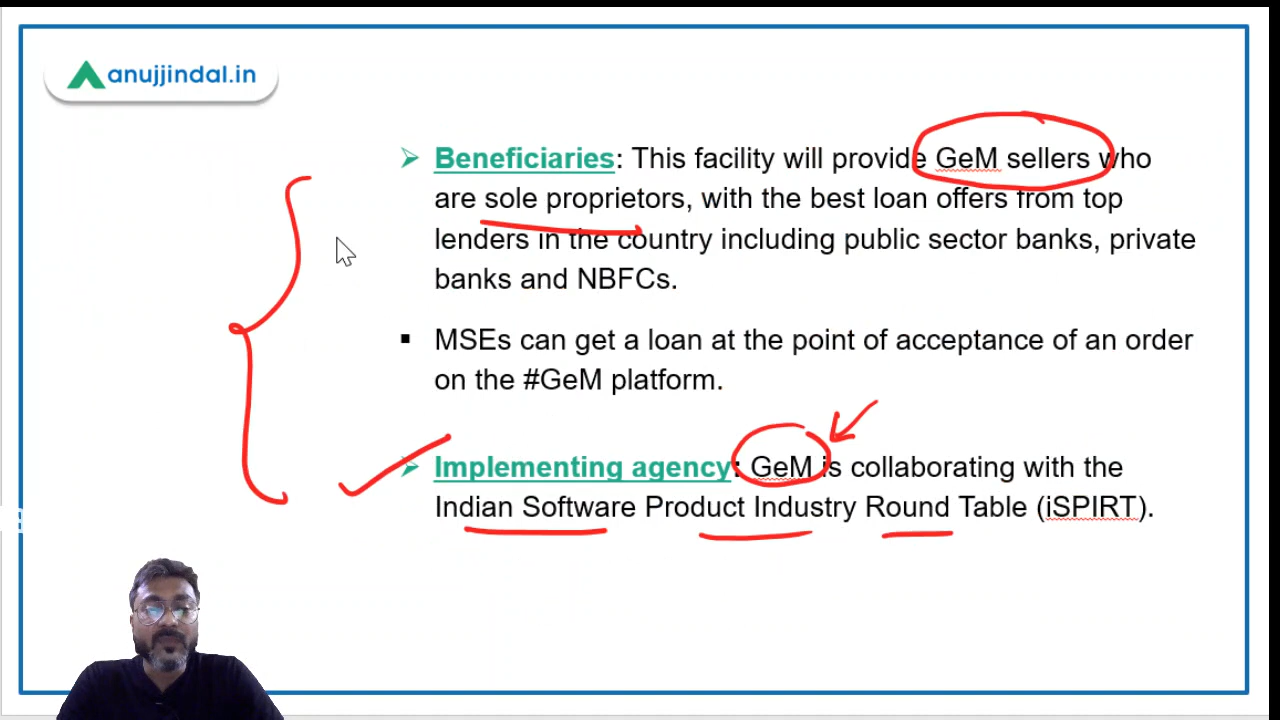 anujjindal.in
➢ Beneficiaries: This facility will provide GeM sellers who
are sole proprietors, with the best loan offers from top
lenders in the country including public sector banks, private
banks and NBFCs.
▪ MSEs can get a loan at the point of acceptance of an order
on the #GeM platform.
➢ Implementing agency: GeM is collaborating with the
Indian Software Product Industry Round Table (iSPIRT).